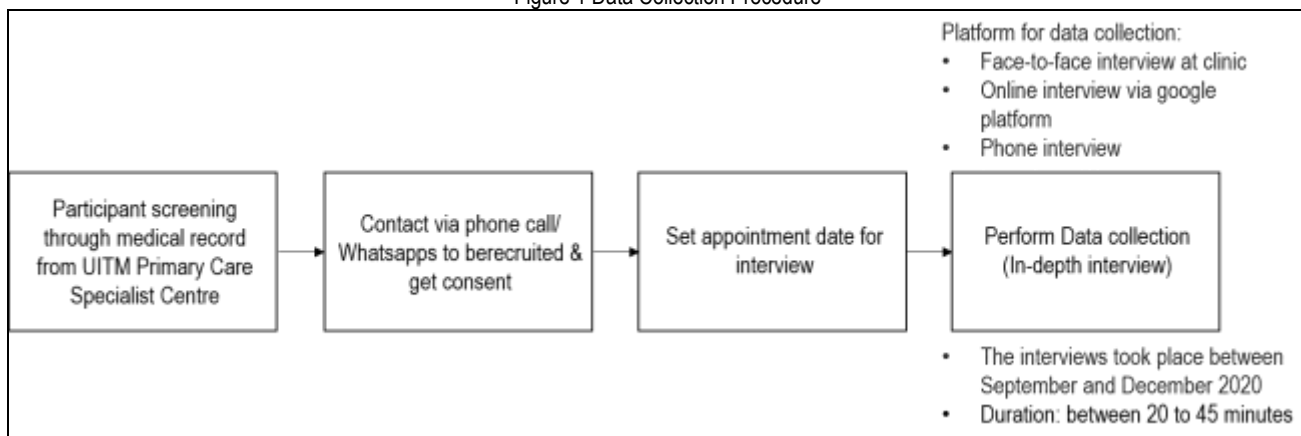 Figure 1 Data Collection Procedure
Platform for data collection:
• Face-to-face interview at clinic
• Online interview via google
platform
• Phone interview
Participant screening
through medical record
from UITM Primary Care
Specialist Centre
Contact via phone call/
Whatsapps to berecruited &
get consent
Set appointment date for
interview
Perform Data collection
(In-depth interview)
• The interviews took place between
September and December 2020
• Duration: between 20 to 45 minutes